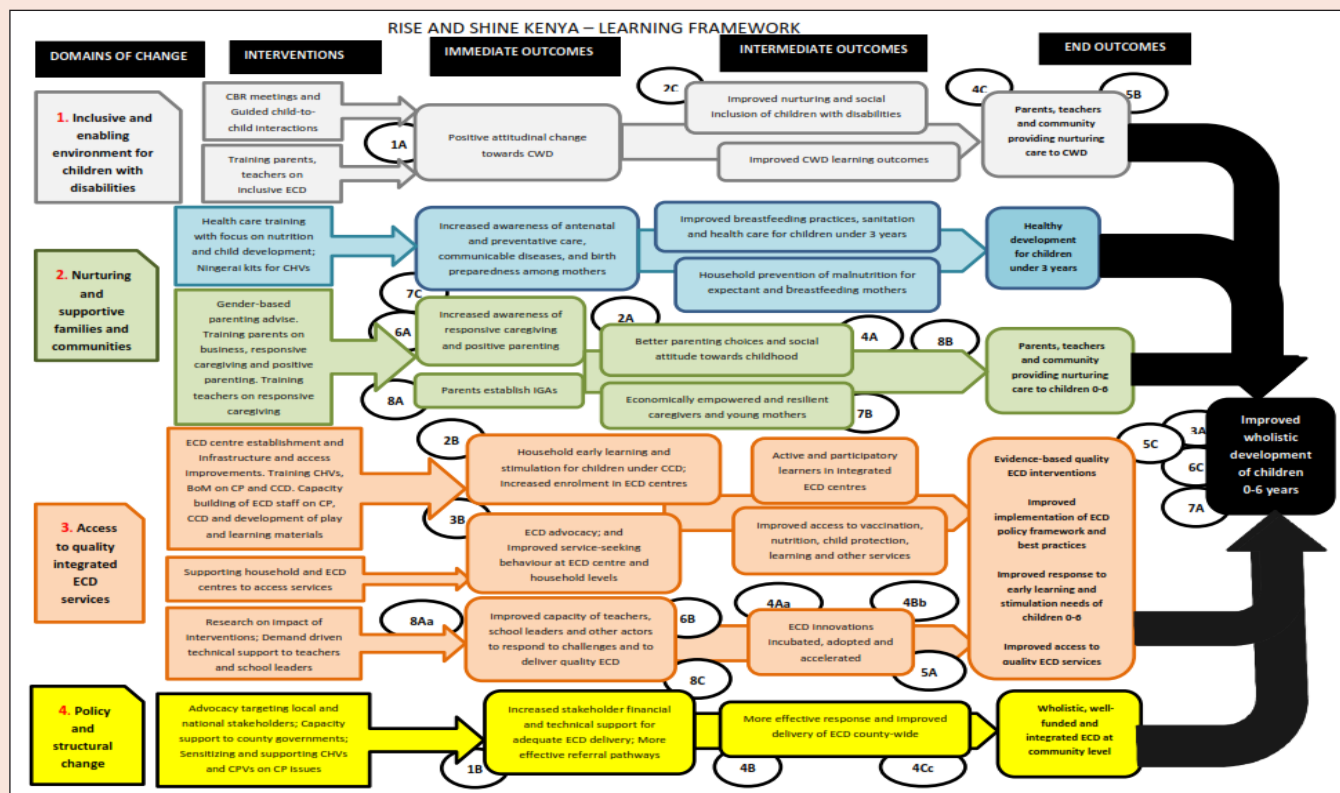 RISE AND SHINE KENYA – LEARNING FRAMEWORK
DOMAINS OF CHANGE
INTERVENTIONS
IMMEDIATE OUTCOMES
INTERMEDIATE OUTCOMES
END OUTCOMES
1. Inclusive and
enabling
environment for
children with
disabilities
CBR meetings and
Guided child-to-
child interactions
Training parents,
teachers on
inclusive ECD
1A
Positive attitudinal change
towards CWD
2C
Improved nurturing and social
inclusion of children with disabilities
Improved CWD learning outcomes
4C
5B
Parents, teachers
and community
providing nurturing
care to CWD
2. Nurturing
and
supportive
families and
communities
Health care training
with focus on nutrition
and child development;
Ningerai kits for CHVs
Increased awareness of antenatal
and preventative care,
communicable diseases, and birth
preparedness among mothers
Improved breastfeeding practices, sanitation
and health care for children under 3 years
Household prevention of malnutrition for
expectant and breastfeeding mothers
Healthy
development
for children
under 3 years
Gender-based
parenting advise.
Training parents on
business, responsive
caregiving and positive
parenting. Training
teachers on responsive
caregiving
7C
6A
8A
Increased awareness of
responsive caregiving
and positive parenting
Parents establish IGAs
2A
Better parenting choices and social
attitude towards childhood
Economically empowered and resilient
caregivers and young mothers
4A
8B
7B
Parents, teachers
and community
providing nurturing
care to children 0-6
3. Access
to quality
integrated
ECD
services
ECD centre establishment and
Infrastructure and access
improvements. Training CHVs,
BoM on CP and CCD. Capacity
building of ECD staff on CP,
CCD and development of play
and learning materials
Supporting household and ECD
centres to access services
Research on impact of
interventions; Demand driven
technical support to teachers
and school leaders
2B
3B
8Aa
Household early learning and
stimulation for children under CCD;
Increased enrolment in ECD centres
ECD advocacy; and
Improved service-seeking
behaviour at ECD centre and
household levels
Improved capacity of teachers,
school leaders and other actors
to respond to challenges and to
deliver quality ECD
6B
8C
Active and participatory
learners in integrated
ECD centres
Improved access to vaccination,
nutrition, child protection,
learning and other services
4Aa
4Bb
ECD Innovations
incubated, adopted and
accelerated
5A
Evidence-based quality
ECD interventions
Improved
implementation of ECD
policy framework and
best practices
Improved response to
early learning and
stimulation needs of
children 0-6
Improved access to
quality ECD services
5C
3A
6C
7A
Improved
wholistic
development
of children
0-6 years
4. Policy
and
structural
change
Advocacy targeting local and
national stakeholders; Capacity
support to county governments;
Sensitizing and supporting CHVs
and CPVs on CP issues
1B
Increased stakeholder financial
and technical support for
adequate ECD delivery; More
effective referral pathways
More effective response and improved
delivery of ECD county-wide
4B
4Cc
Wholistic, well-
funded and
integrated ECD at
community level